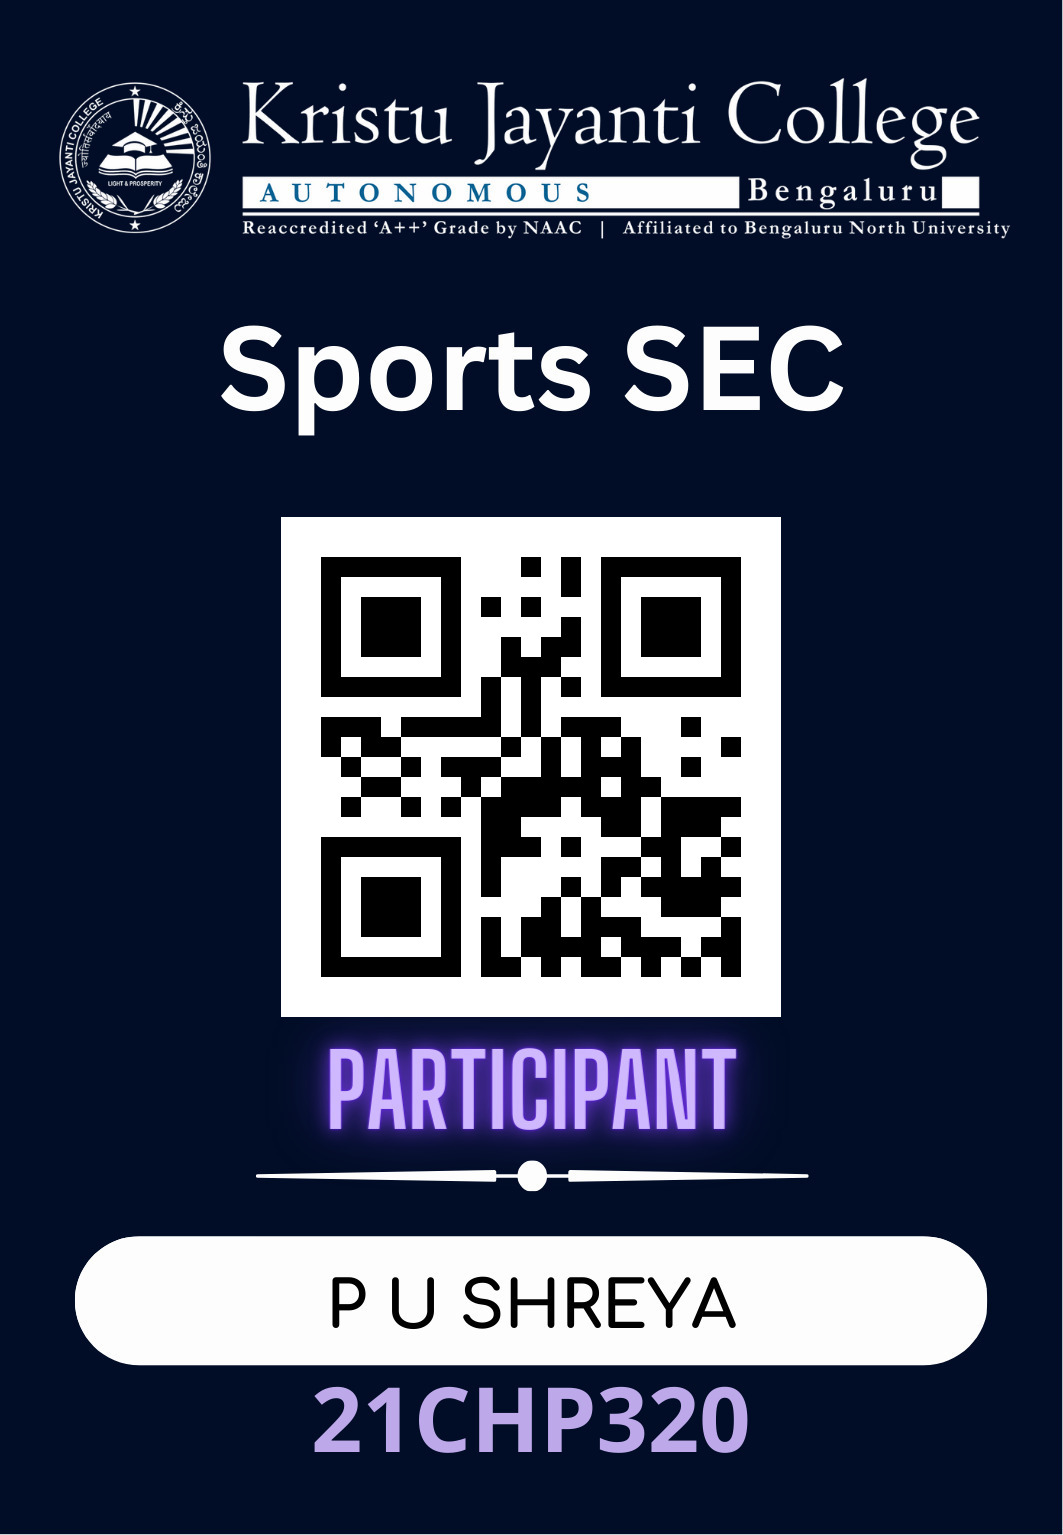 Kristu Jayanti College
AUTONOMOUS Bengaluru
Reaccredited ‘A++’ Grade by NAAC | Affiliated to Bengaluru North University
KRISTU JAYANTI COLLEGE
LIGHT & PROSPERITY
Sports SEC
PARTICIPANT
P U SHREYA
21CHP320